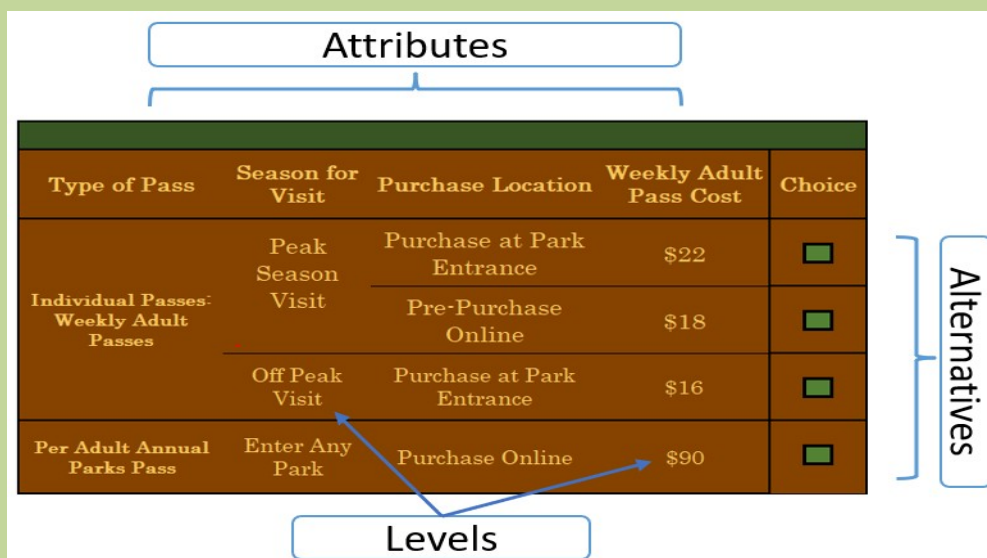 Attributes
Type of Pass
Season for
Visit
Purchase Location
Weekly Adult
Pass Cost
Choice
Individual Passes:
Weekly Adult
Passes
Peak
Season
Visit
Purchase at Park
Entrance
$22
Pre-Purchase
Online
$18
Off Peak
Visit
Purchase at Park
Entrance
$16
Per Adult Annual
Parks Pass
Enter Any
Park
Purchase Online
$90
Alternatives
Levels